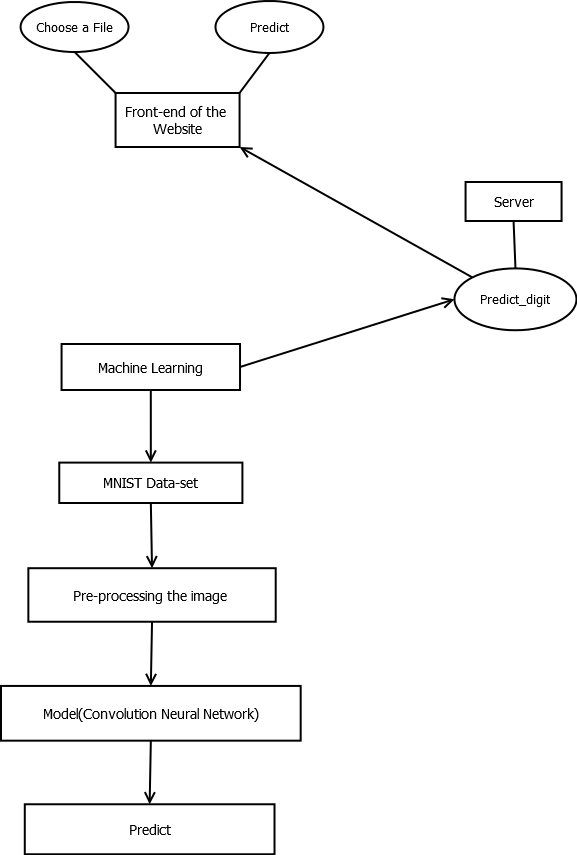 Choose a File
Predict
Front-end of the
Website
Server
Predict_digit
Machine Learning
MNIST Data-set
Pre-processing the image
Model(Convolution Neural Network)
Predict